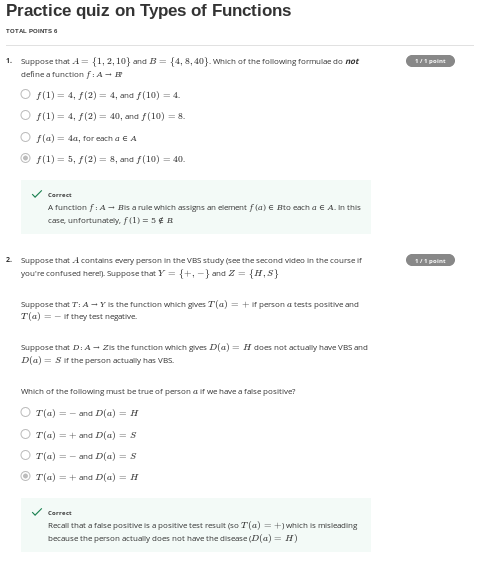 Practice quiz on Types of Functions
TOTAL POINTS 6
1. Suppose that A = {1, 2, 10} and B = {4, 8, 40}. Which of the following formulae do not
1 / 1 point
define a function f : A → B?
f(1) = 4, f(2) = 4, and f(10) = 4.
f(1) = 4, f(2) = 40, and f(10) = 8.
f(a) = 4a, for each a ∈ A
f(1) = 5, f(2) = 8, and f(10) = 40.
Correct
A function f : A → B is a rule which assigns an element f(a) ∈ B to each a ∈ A. In this
case, unfortunately, f(1) = 5 ∉ B
2. Suppose that A contains every person in the VBS study (see the second video in the course if
1 / 1 point
you're confused here!). Suppose that Y = {+, −} and Z = {H, S}
Suppose that T : A → Y is the function which gives T(a) = + if person a tests positive and
T(a) = − if they test negative.
Suppose that D : A → Z is the function which gives D(a) = H does not actually have VBS and
D(a) = S if the person actually has VBS.
Which of the following must be true of person a if we have a false positive?
T(a) = − and D(a) = H
T(a) = + and D(a) = S
T(a) = − and D(a) = S
T(a) = + and D(a) = H
Correct
Recall that a false positive is a positive test result (so T(a) = +) which is misleading
because the person actually does not have the disease (D(a) = H)